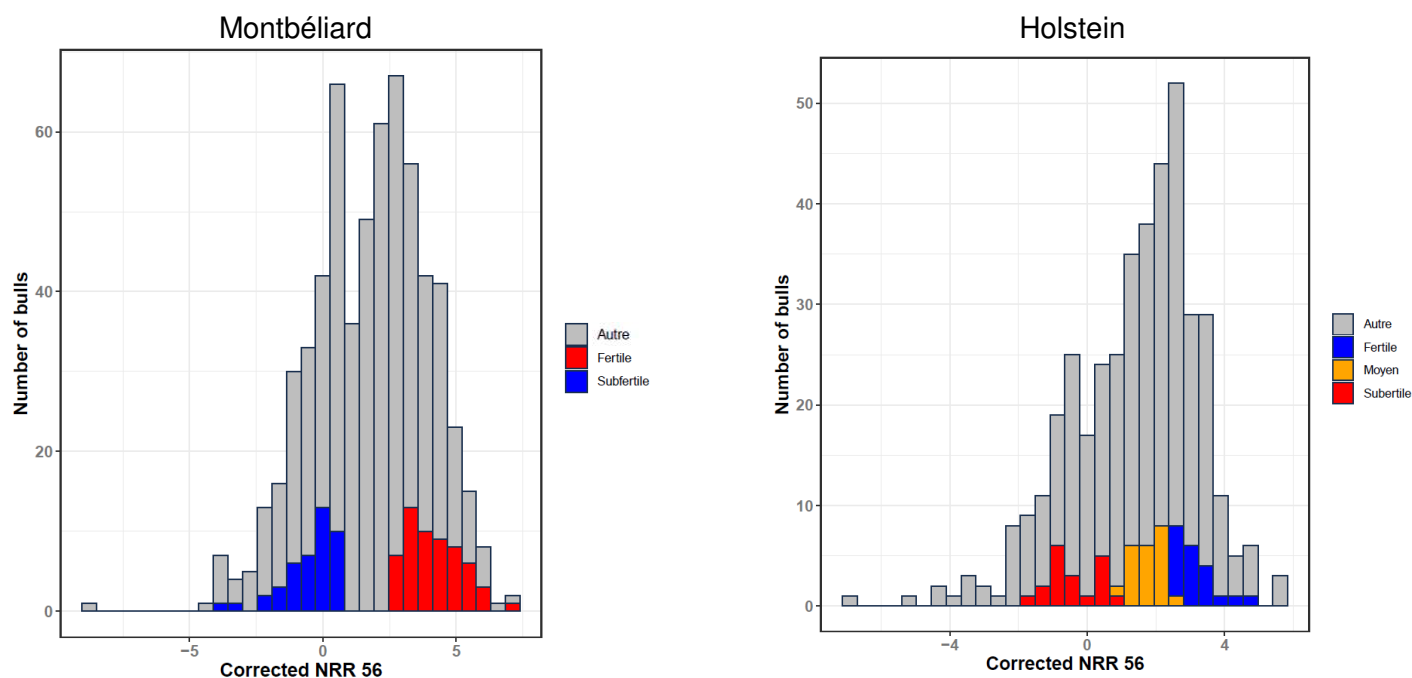 Montbéliard
Number of bulls
60
40
20
0
−5
0
5
Corrected NRR 56
Autre
Fertile
Subfertile
Holstein
Number of bulls
50
40
30
20
10
0
−4
0
4
Corrected NRR 56
Autre
Fertile
Moyen
Subertile